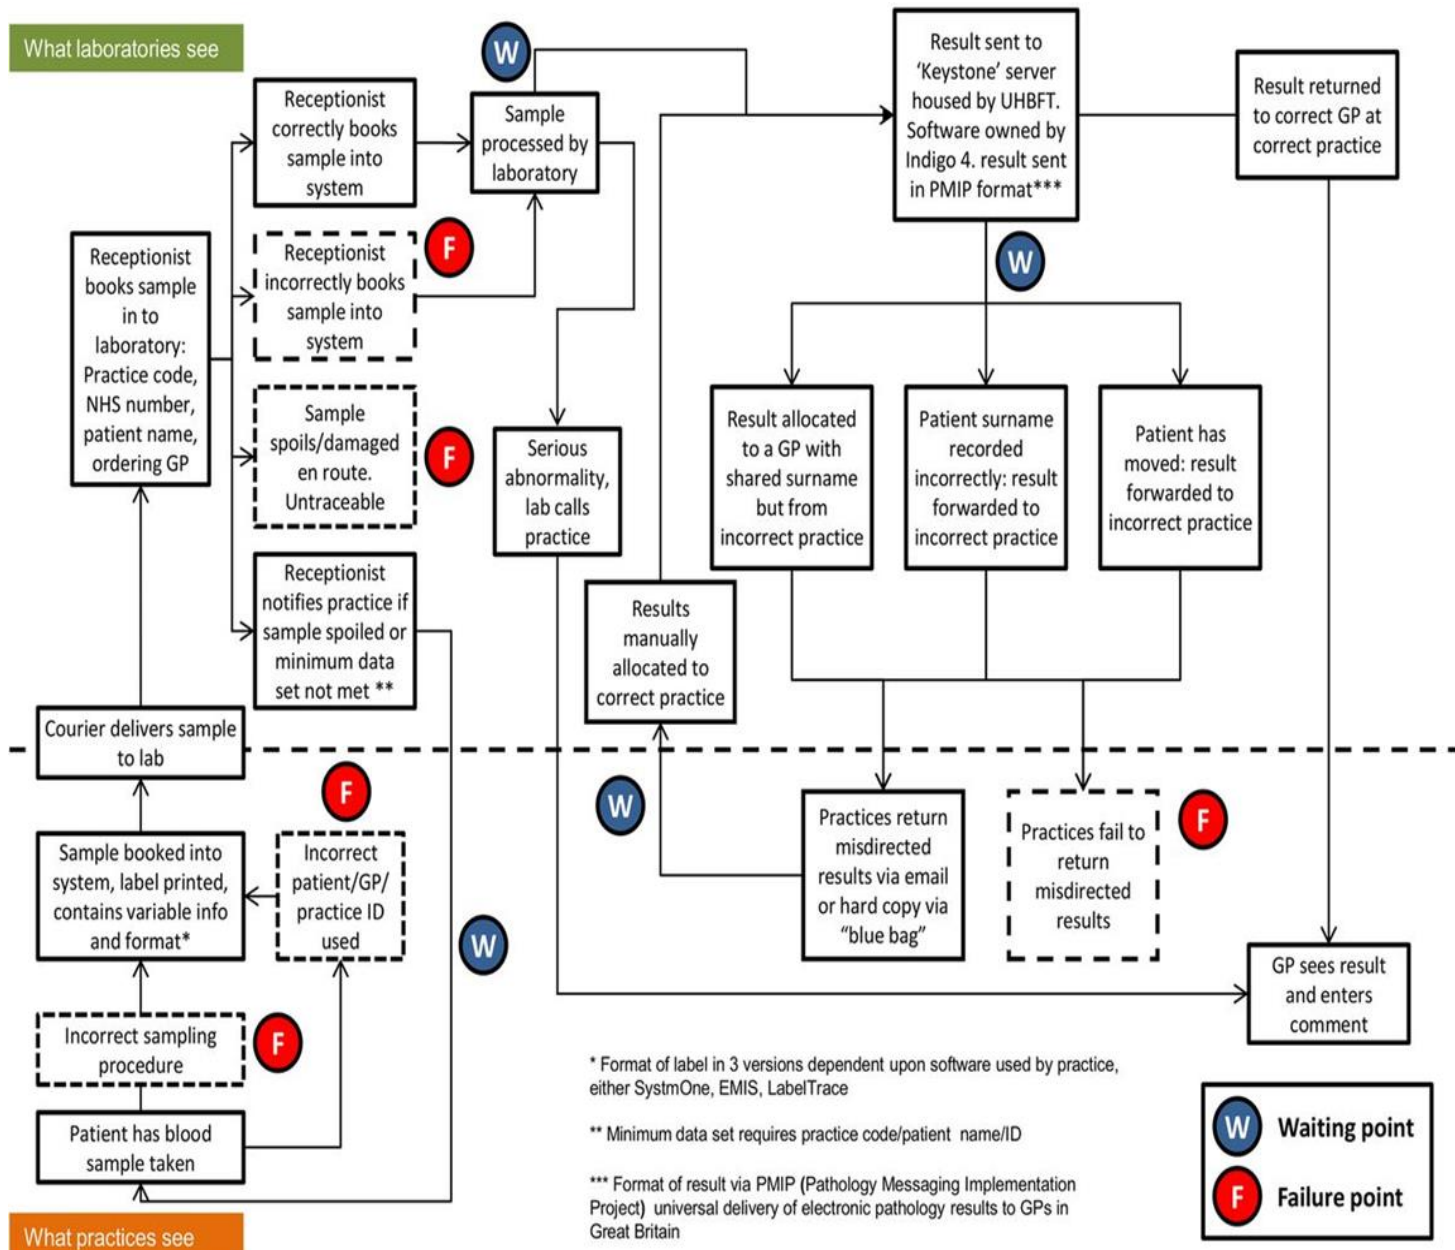 What laboratories see
W
Receptionist
correctly books
sample into
system
Sample
processed by
laboratory
Result sent to
‘Keystone’ server
housed by UHBFT.
Software owned by
Indigo 4. result sent
in PMIP format***
Result returned
to correct GP at
correct practice
Receptionist
books sample
in to
laboratory:
Practice code,
NHS number,
patient name,
ordering GP
Receptionist
incorrectly books
sample into
system
F
W
Sample
spoils/damaged
en route.
Untraceable
F
Serious
abnormality,
lab calls
practice
Result allocated
to a GP with
shared surname
but from
incorrect practice
Patient surname
recorded
incorrectly: result
forwarded to
incorrect practice
Patient has
moved: result
forwarded to
incorrect practice
Receptionist
notifies practice if
sample spoiled or
minimum data
set not met **
Results
manually
allocated to
correct practice
Courier delivers sample
to lab
F
Sample booked into
system, label printed,
contains variable info
and format*
Incorrect
patient/GP/
practice ID
used
W
W
Practices return
misdirected
results via email
or hard copy via
“blue bag”
Practices fail to
return
misdirected
results
F
GP sees result
and enters
comment
Incorrect sampling
procedure
F
Patient has blood
sample taken
* Format of label in 3 versions dependent upon software used by practice,
either SystmOne, EMIS, LabelTrace
** Minimum data set requires practice code/patient name/ID
*** Format of result via PMIP (Pathology Messaging Implementation
Project) universal delivery of electronic pathology results to GPs in
Great Britain
W Waiting point
F Failure point
What practices see